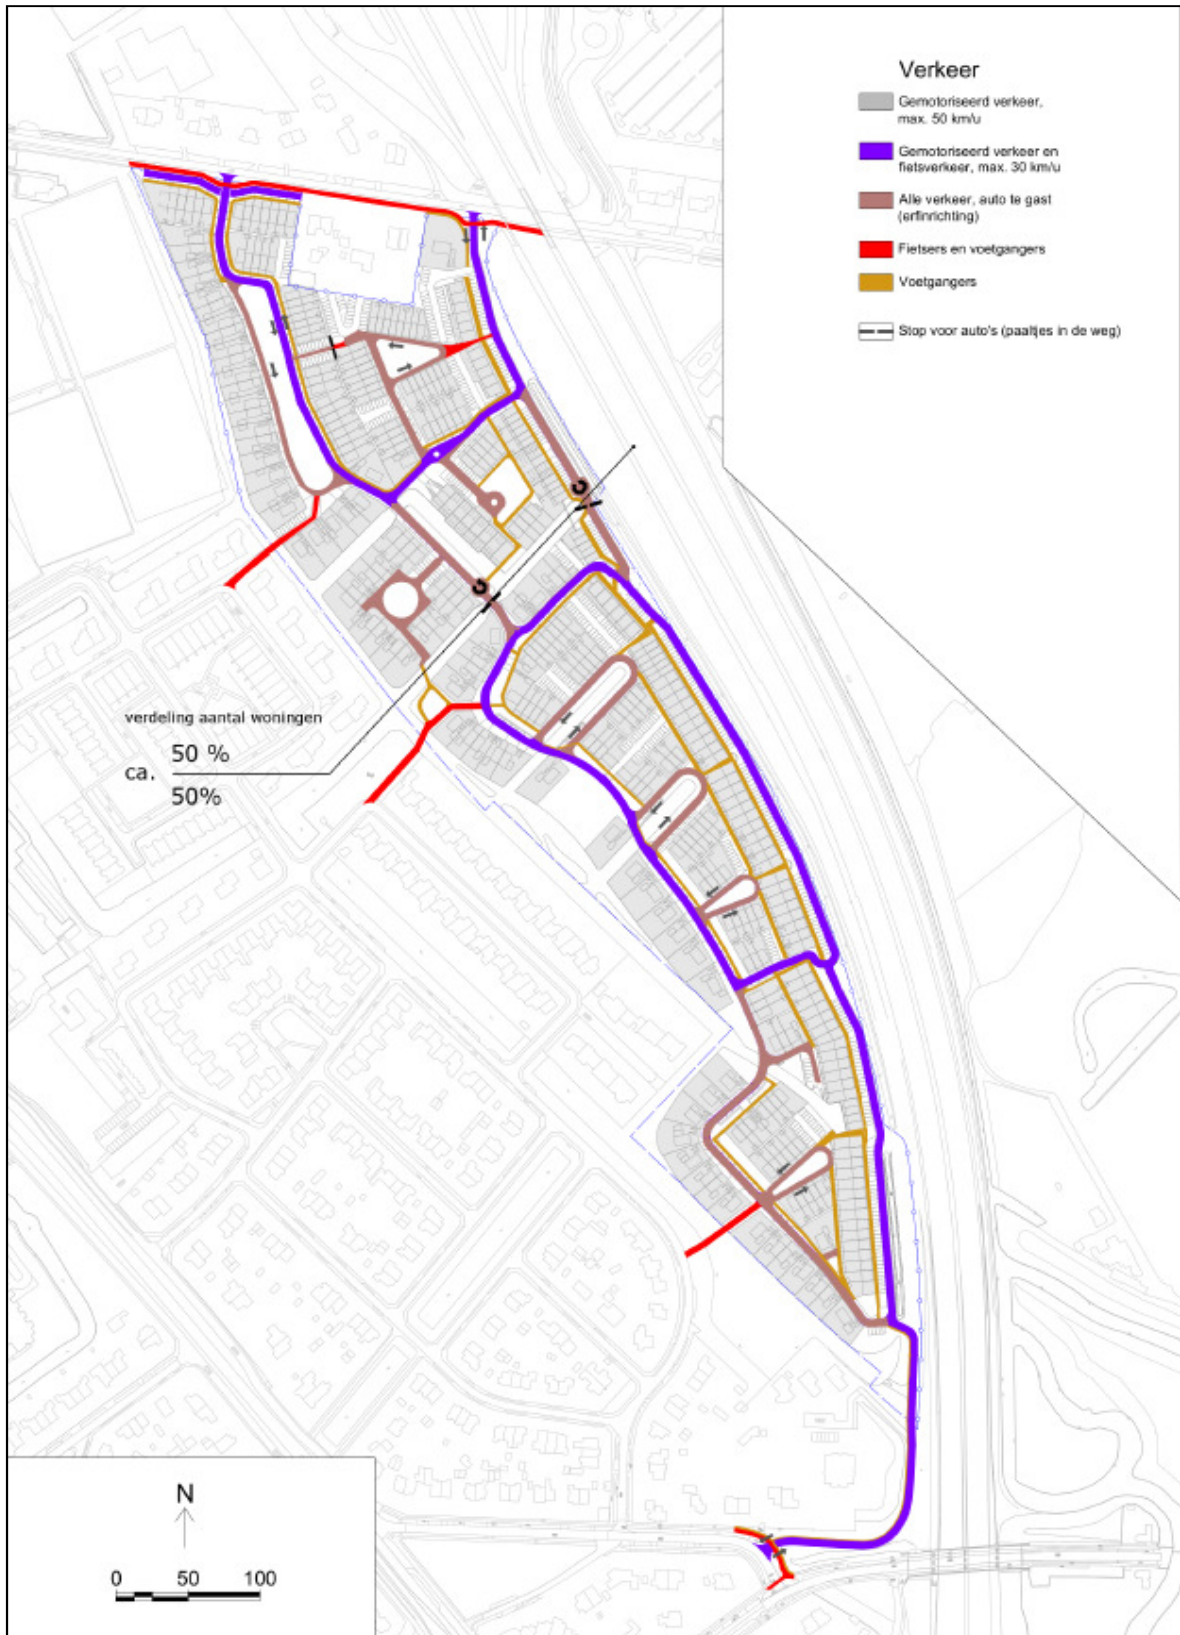 Verkeer
Gemotoriseerd verkeer,
max. 50 km/u
Gemotoriseerd verkeer en
fietsverkeer, max. 30 km/u
Alle verkeer, auto te gast
(erfinrichting)
Fietsers en voetgangers
Voetgangers
Stop voor auto's (paaltjes in de weg)
verdeling aantal woningen
50 %
ca.
50%
N
0 50 100